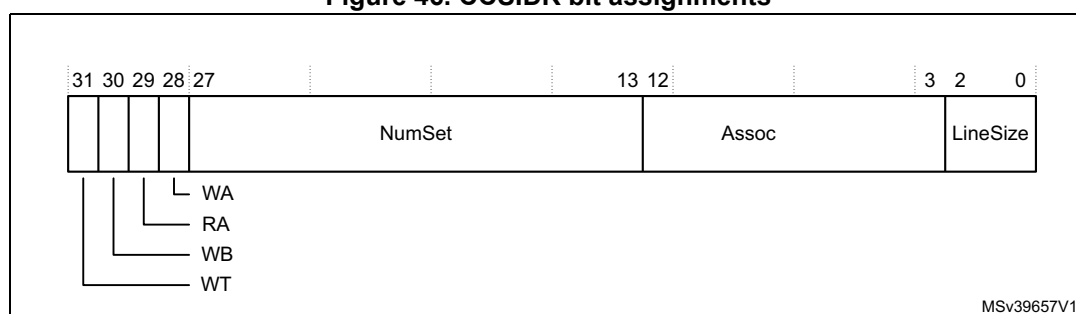 Figure 46. CCSIDR bit assignments
31 30 29 28 27 13 12 3 2 0
NumSet Assoc LineSize
WA
RA
WB
WT
MSv39657V1